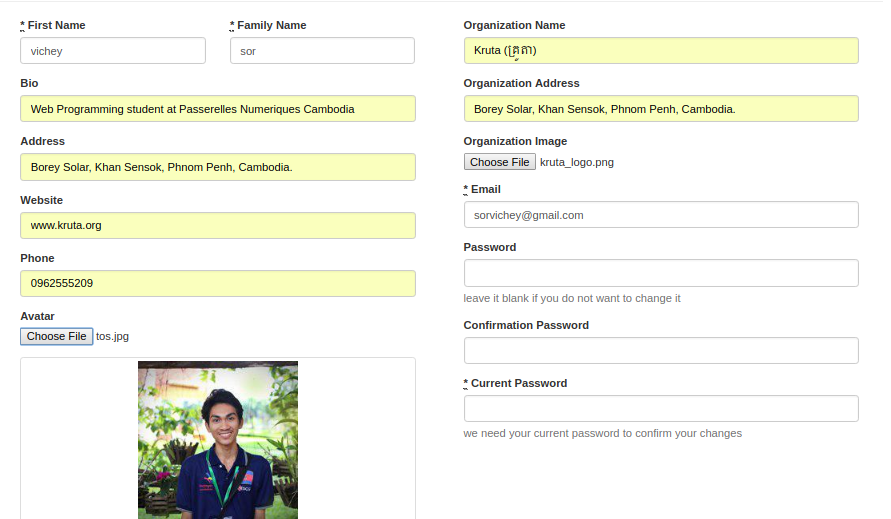 * First Name
* Family Name
vichey
sor
Bio
Web Programming student at Passerelles Numeriques Cambodia
Address
Borey Solar, Khan Sensok, Phnom Penh, Cambodia.
Website
www.kruta.org
Phone
0962555209
Avatar
Choose File tos.jpg
Organization Name
Kruta (គ្រូតា)
Organization Address
Borey Solar, Khan Sensok, Phnom Penh, Cambodia.
Organization Image
Choose File kruta_logo.png
* Email
sorvichey@gmail.com
Password
leave it blank if you do not want to change it
Confirmation Password
* Current Password
we need your current password to confirm your changes